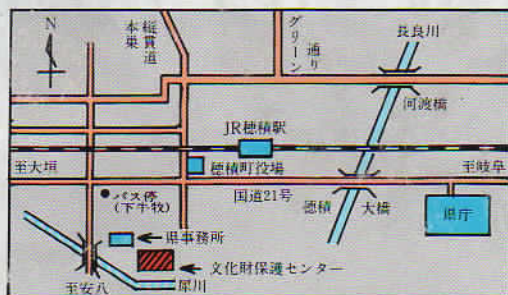 N
本巣
縦貫道
グリーン通り
長良川
河渡橋
JR穂積駅
至大垣
穂積町役場
至岐阜
国道21号
穂積 大橋
県庁
バス停
(下牛牧)
県事務所
文化財保護センター
至安八
犀川